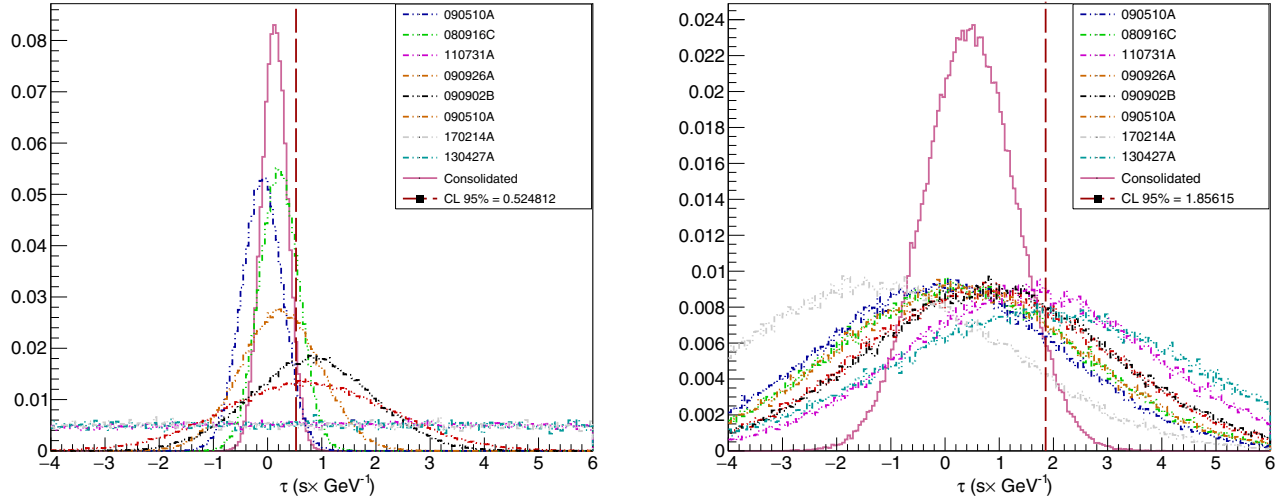 0.08
0.07
0.06
0.05
0.04
0.03
0.02
0.01
0
−4 −3 −2 −1 0 1 2 3 4 5 6
τ (s× GeV⁻¹)
090510A
080916C
110731A
090926A
090902B
090510A
170214A
130427A
Consolidated
CL 95% = 0.524812
0.024
0.022
0.02
0.018
0.016
0.014
0.012
0.01
0.008
0.006
0.004
0.002
0
−4 −3 −2 −1 0 1 2 3 4 5 6
τ (s× GeV⁻¹)
090510A
080916C
110731A
090926A
090902B
090510A
170214A
130427A
Consolidated
CL 95% = 1.85615